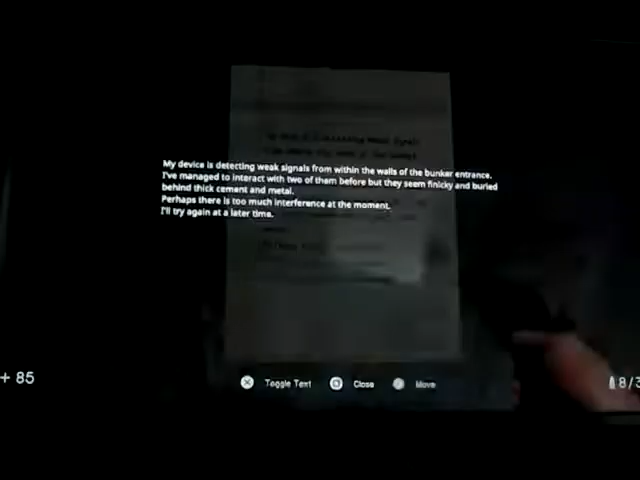 My device is detecting weak signals from within the walls of the bunker entrance.
I've managed to interact with two of them before but they seem finicky and buried
behind thick cement and metal.
Perhaps there is too much interference at the moment.
I'll try again at a later time.
+ 85
Toggle Text
Close
Move
8/3